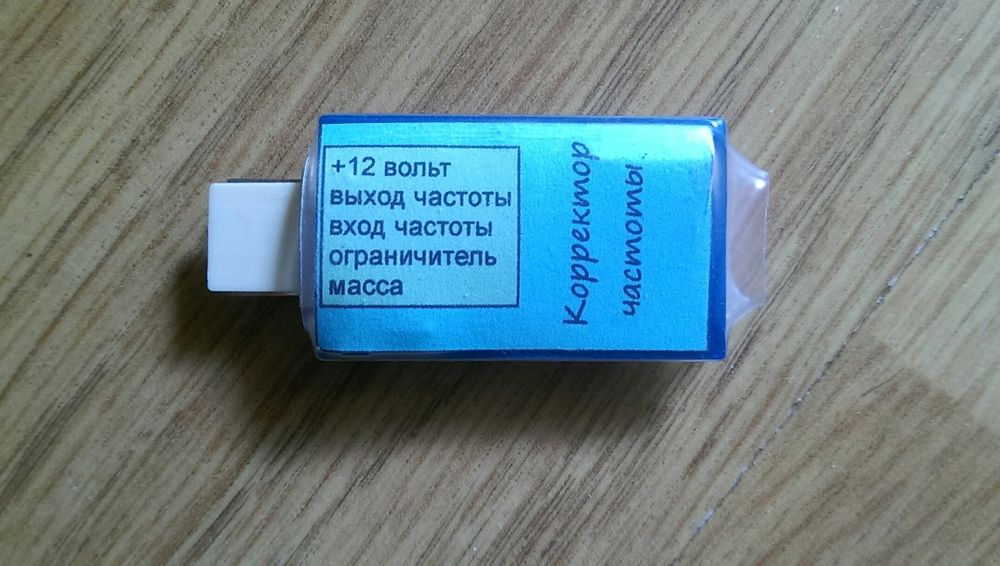 +12 вольт
выход частоты
вход частоты
ограничитель
масса
Корректор
частоты